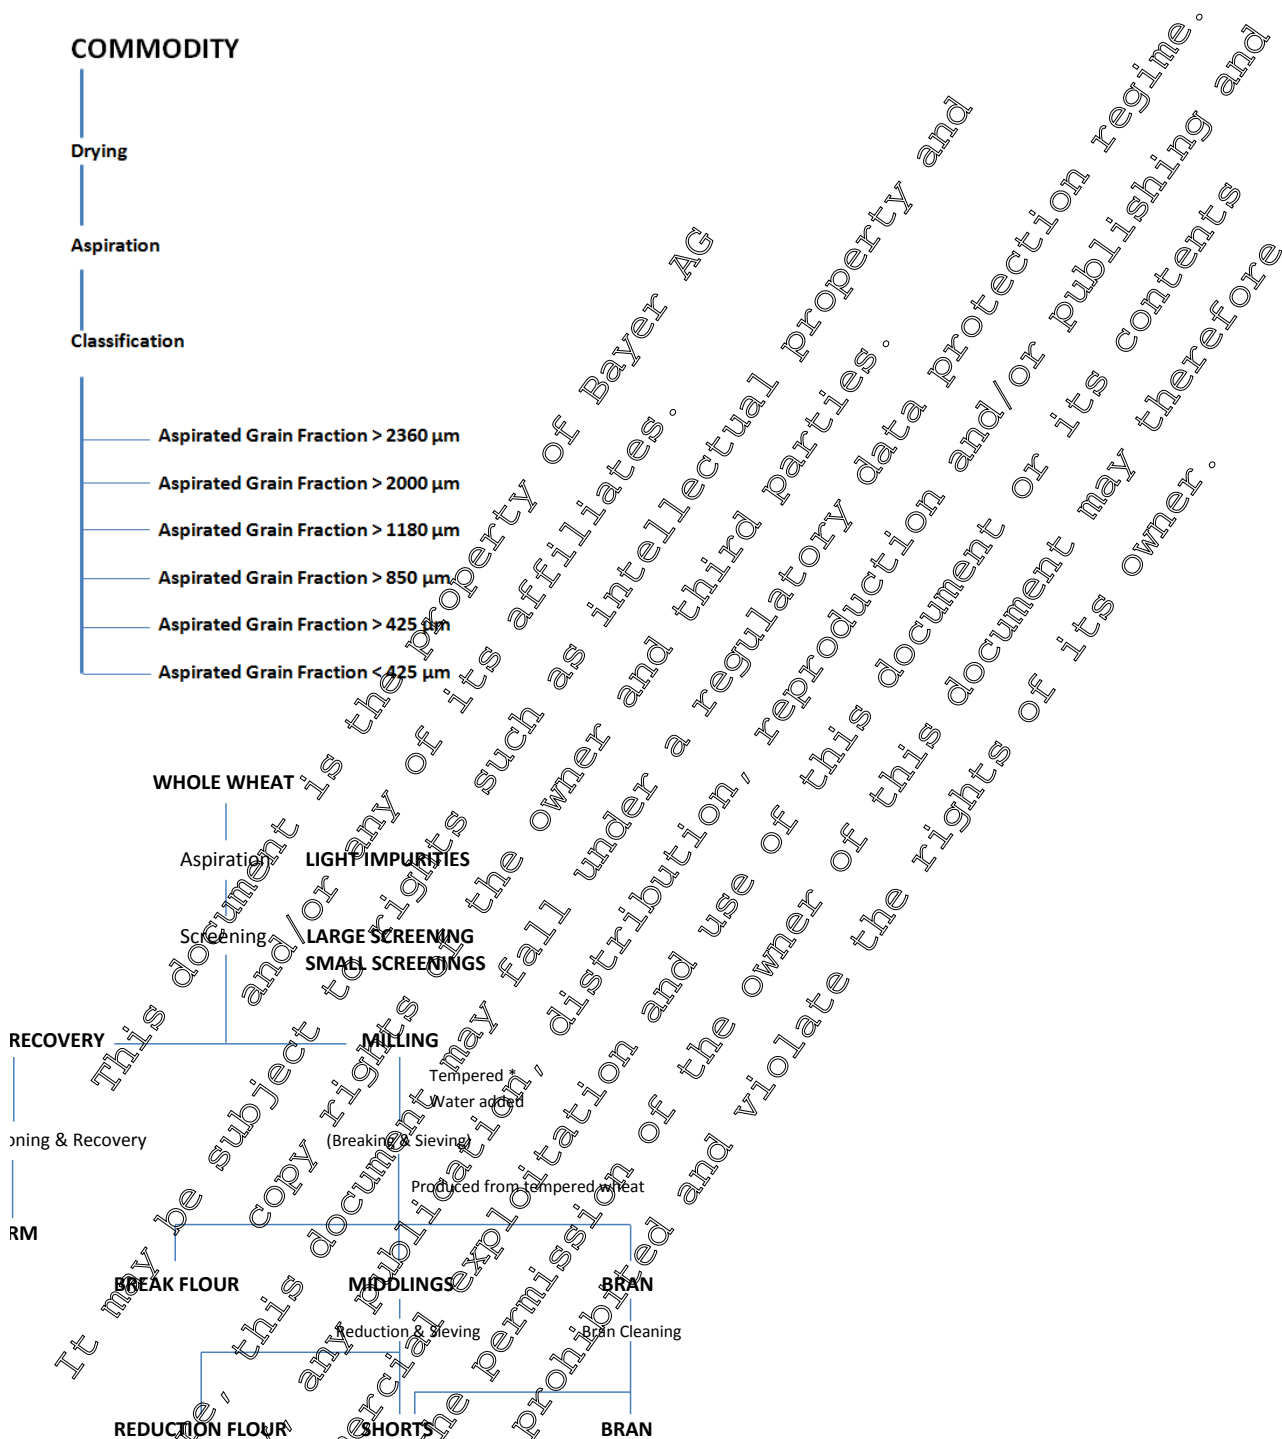 COMMODITY
Drying
Aspiration
Classification
Aspirated Grain Fraction > 2360 µm
Aspirated Grain Fraction > 2000 µm
Aspirated Grain Fraction > 1180 µm
Aspirated Grain Fraction > 850 µm
Aspirated Grain Fraction > 425 µm
Aspirated Grain Fraction < 425 µm
WHOLE WHEAT
Aspiration LIGHT IMPURITIES
Screening LARGE SCREENING
SMALL SCREENINGS
RECOVERY MILLING
Tempered *
Water added
oning & Recovery (Breaking & Sieving)
Produced from tempered wheat
RM
BREAK FLOUR MIDDLINGS BRAN
Reduction & Sieving Bran Cleaning
REDUCTION FLOUR SHORTS BRAN
This document is the property of Bayer AG
and/or any of its affiliates.
It may be subject to rights such as intellectual property and
copy rights of the owner and third parties.
this document may fall under a regulatory data protection regime.
any publication, distribution, reproduction and/or publishing and
ercial exploitation and use of this document or its contents
he permission of the owner of this document may therefore
prohibited and violate the rights of its owner.